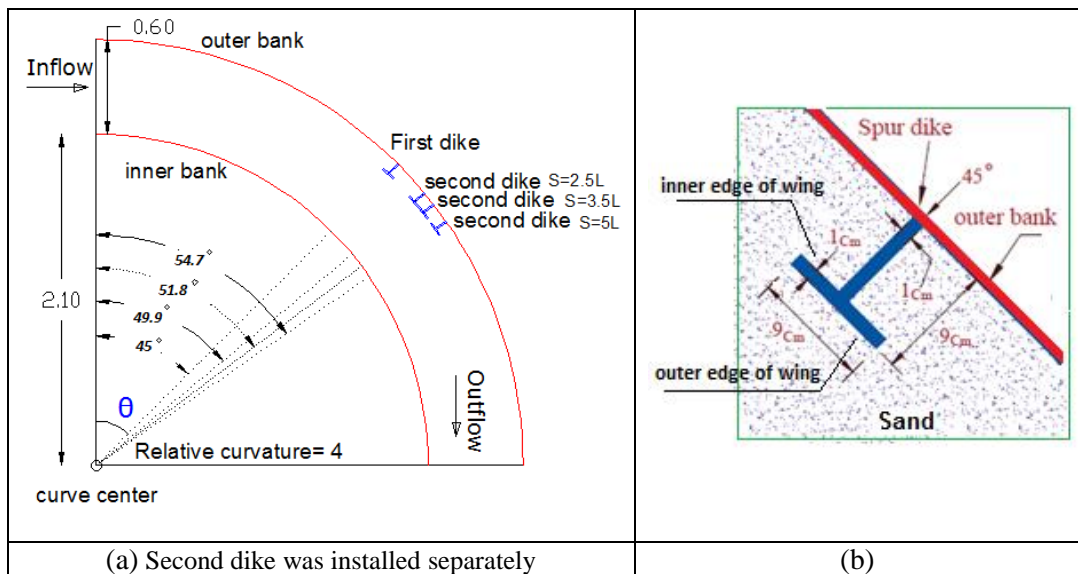 0.60
outer bank
Inflow
First dike
inner bank
second dike S=2.5L
second dike S=3.5L
second dike S=5L
54.7°
51.8°
2.10
49.9°
45°
θ
Outflow
Relative curvature= 4
curve center
Spur dike
45°
inner edge of wing
outer bank
1Cm
1Cm
9Cm
9Cm
outer edge of wing
Sand
(a) Second dike was installed separately
(b)